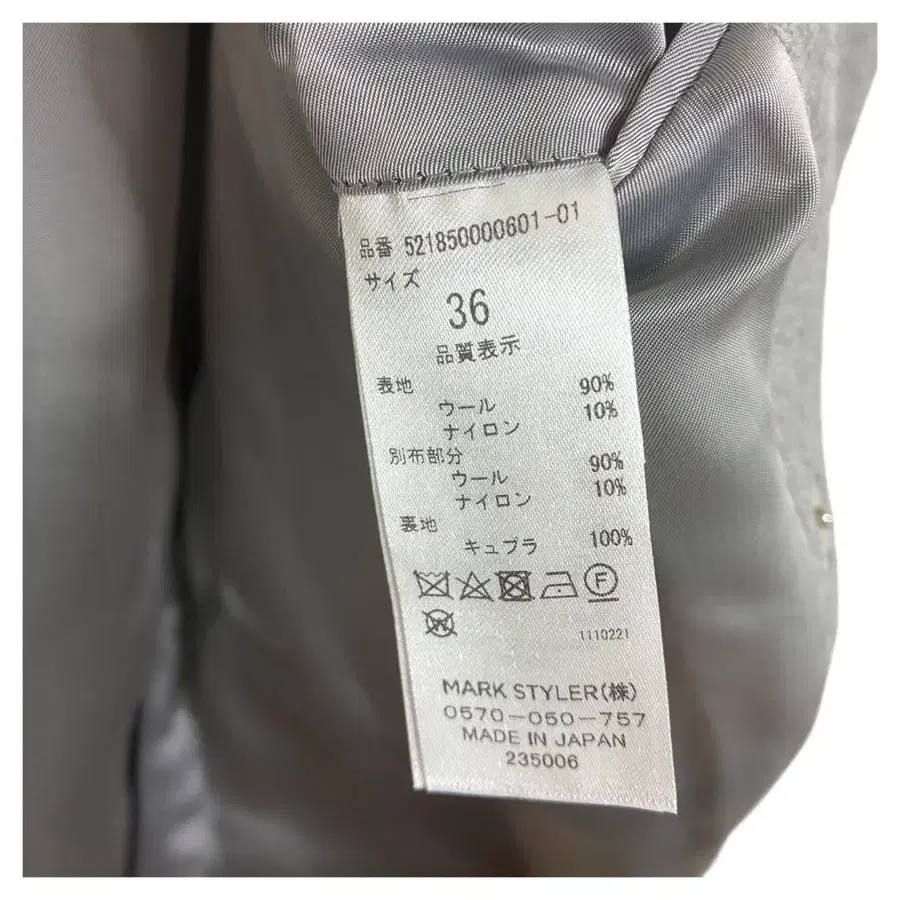 品番 521850000601-01
サイズ
36
品質表示
表地 90%
ウール 10%
ナイロン
別布部分 90%
ウール 10%
ナイロン
裏地 100%
キュプラ
F
W
1110221
MARK STYLER(株)
0570-050-757
MADE IN JAPAN
235006